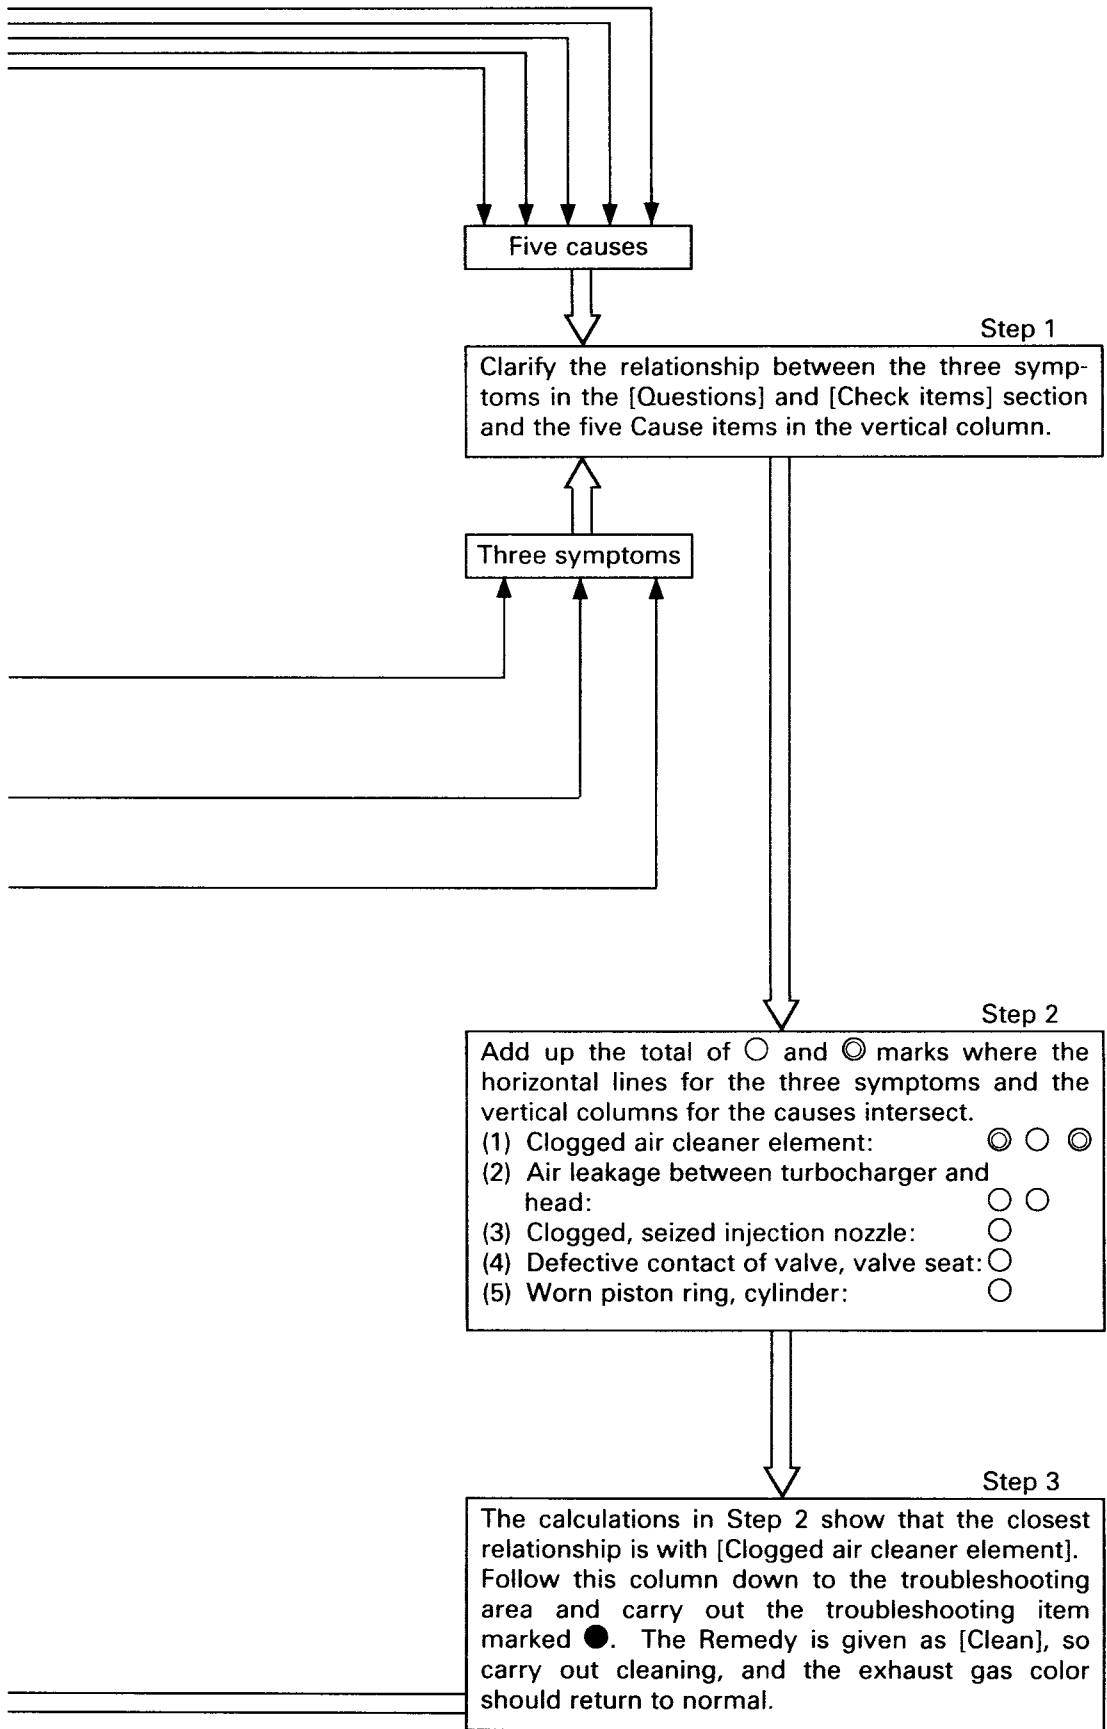 Five causes
Step 1
Clarify the relationship between the three symp-
toms in the [Questions] and [Check items] section
and the five Cause items in the vertical column.
Three symptoms
Step 2
Add up the total of ○ and ◎ marks where the
horizontal lines for the three symptoms and the
vertical columns for the causes intersect.
(1) Clogged air cleaner element: ◎ ○ ◎
(2) Air leakage between turbocharger and
head: ○ ○
(3) Clogged, seized injection nozzle: ○
(4) Defective contact of valve, valve seat: ○
(5) Worn piston ring, cylinder: ○
Step 3
The calculations in Step 2 show that the closest
relationship is with [Clogged air cleaner element].
Follow this column down to the troubleshooting
area and carry out the troubleshooting item
marked ●. The Remedy is given as [Clean], so
carry out cleaning, and the exhaust gas color
should return to normal.